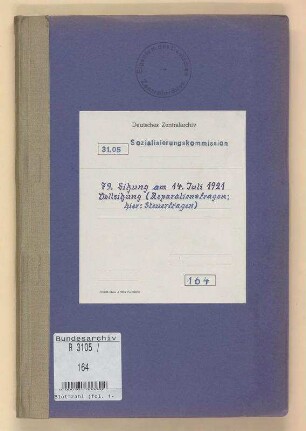 Deutsches Zentralarchiv
31.05 Sozialisierungskommission
79. Sitzung am 14. Juli 1921
Vollsitzung (Reparationsfragen;
hier: Steuerfragen)
164
Bundesarchiv
R 3105 /
164